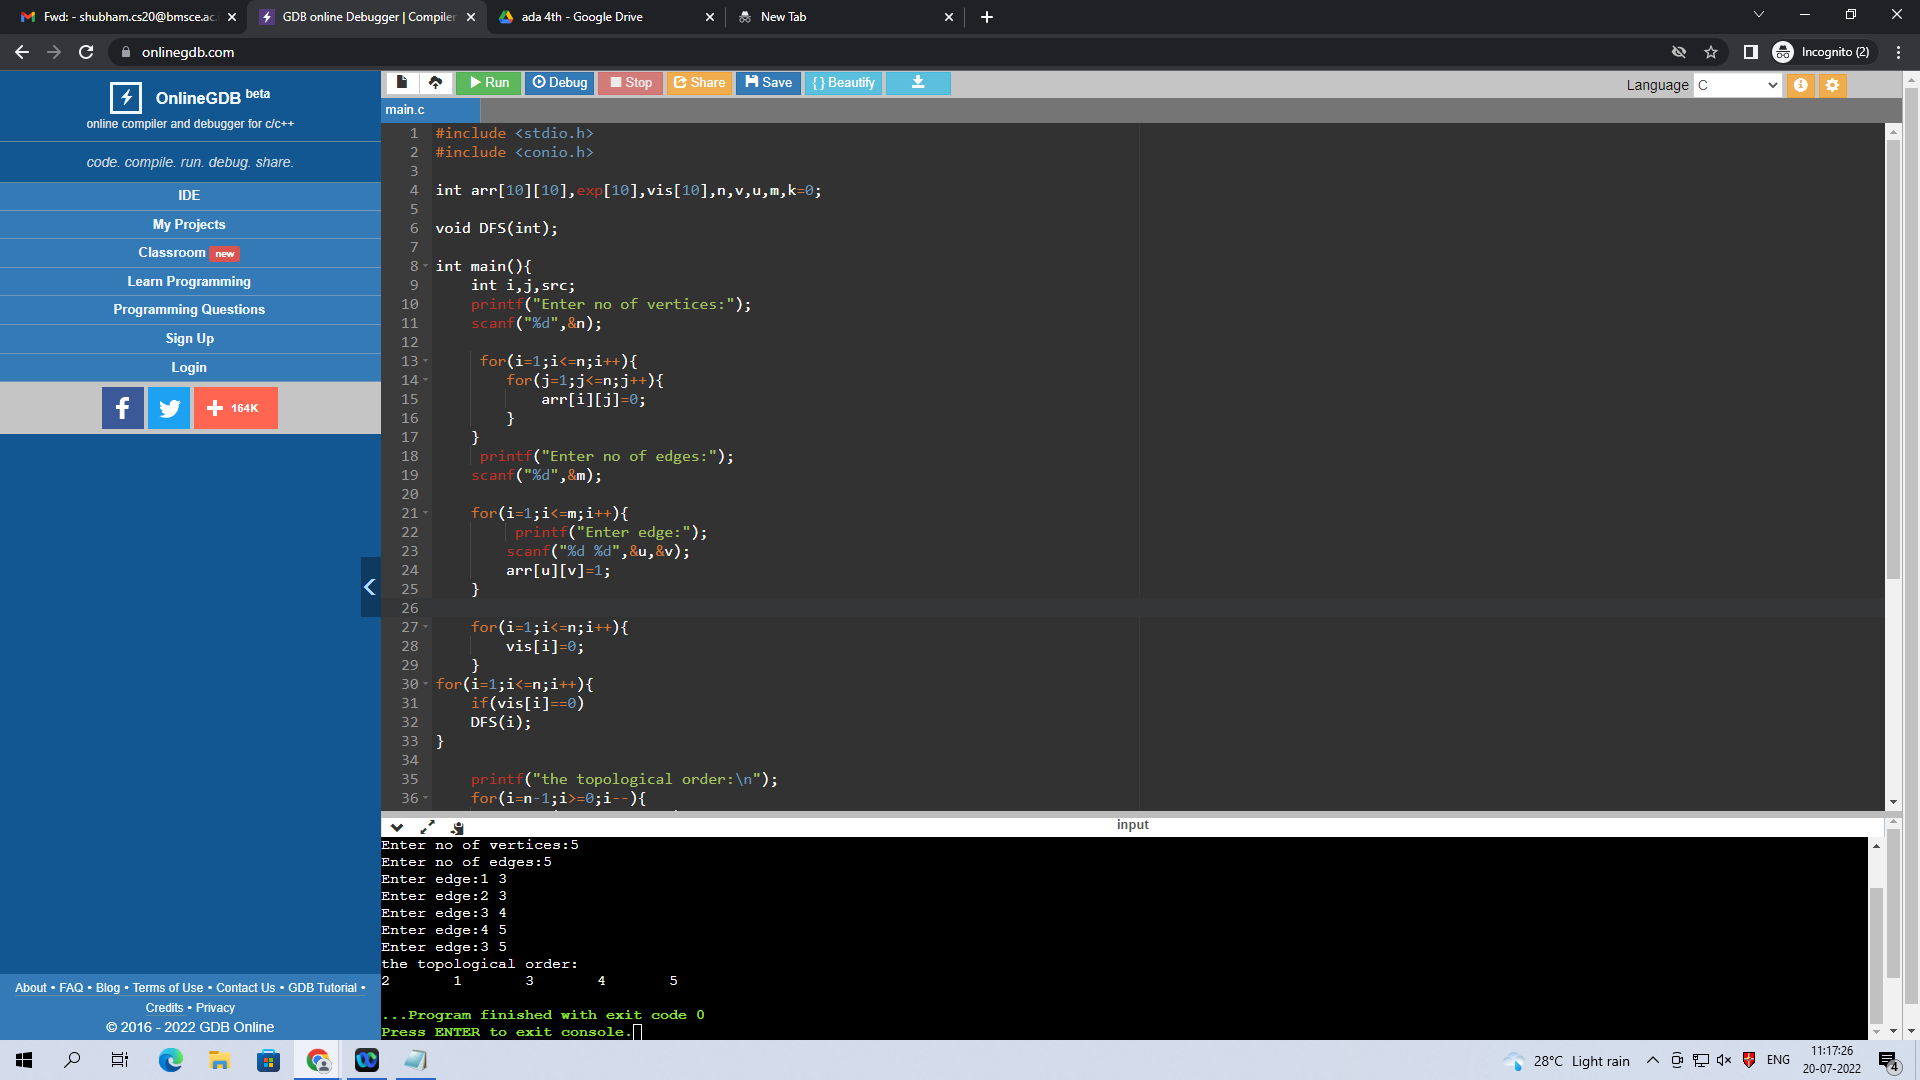 Fwd: - shubham.cs20@bmsce.ac.
GDB online Debugger | Compiler
ada 4th - Google Drive
New Tab
onlinegdb.com
Incognito (2)
OnlineGDB beta
online compiler and debugger for c/c++
code. compile. run. debug. share.
IDE
My Projects
Classroom new
Learn Programming
Programming Questions
Sign Up
Login
164K
About • FAQ • Blog • Terms of Use • Contact Us • GDB Tutorial •
Credits • Privacy
© 2016 - 2022 GDB Online
Run Debug Stop Share Save { } Beautify
Language C
main.c
1 #include <stdio.h>
2 #include <conio.h>
3
4 int arr[10][10],exp[10],vis[10],n,v,u,m,k=0;
5
6 void DFS(int);
7
8 int main(){
9 int i,j,src;
10 printf("Enter no of vertices:");
11 scanf("%d",&n);
12
13 for(i=1;i<=n;i++){
14 for(j=1;j<=n;j++){
15 arr[i][j]=0;
16 }
17 }
18 printf("Enter no of edges:");
19 scanf("%d",&m);
20
21 for(i=1;i<=m;i++){
22 printf("Enter edge:");
23 scanf("%d %d",&u,&v);
24 arr[u][v]=1;
25 }
26
27 for(i=1;i<=n;i++){
28 vis[i]=0;
29 }
30 for(i=1;i<=n;i++){
31 if(vis[i]==0)
32 DFS(i);
33 }
34
35 printf("the topological order:\n");
36 for(i=n-1;i>=0;i--){
input
Enter no of vertices:5
Enter no of edges:5
Enter edge:1 3
Enter edge:2 3
Enter edge:3 4
Enter edge:4 5
Enter edge:3 5
the topological order:
2 1 3 4 5
...Program finished with exit code 0
Press ENTER to exit console.
28°C Light rain
ENG
11:17:26
20-07-2022
4